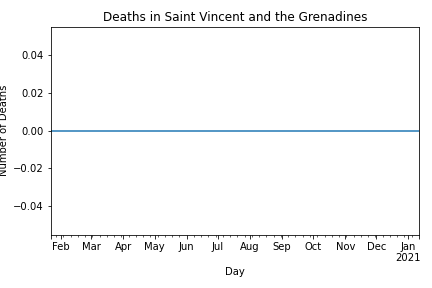 Deaths in Saint Vincent and the Grenadines
0.04
0.02
0.00
−0.02
−0.04
Number of Deaths
Feb Mar Apr May Jun Jul Aug Sep Oct Nov Dec Jan
2021
Day